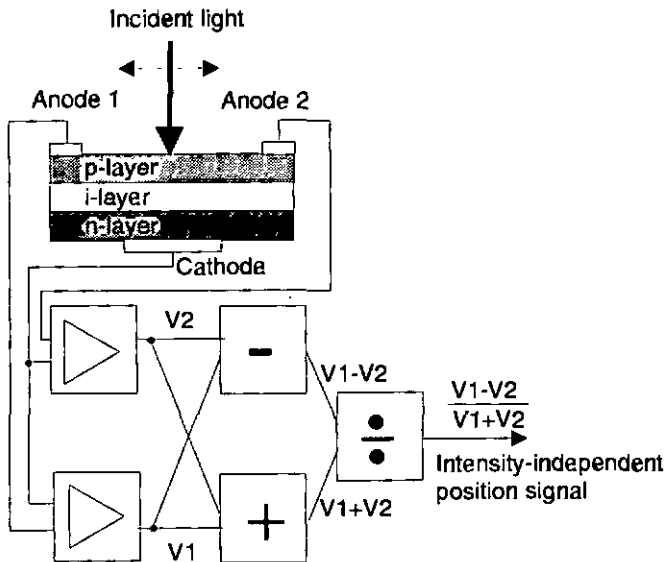 Incident light
Anode 1
Anode 2
p-layer
i-layer
n-layer
Cathode
V2
-
V1-V2
÷
V1-V2
V1+V2
Intensity-independent
position signal
+
V1+V2
V1